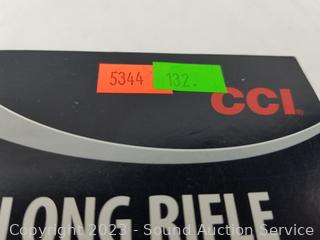 5344 132.
CCI®
LONG RIFLE
Copyright 2023 - Sound Auction Service